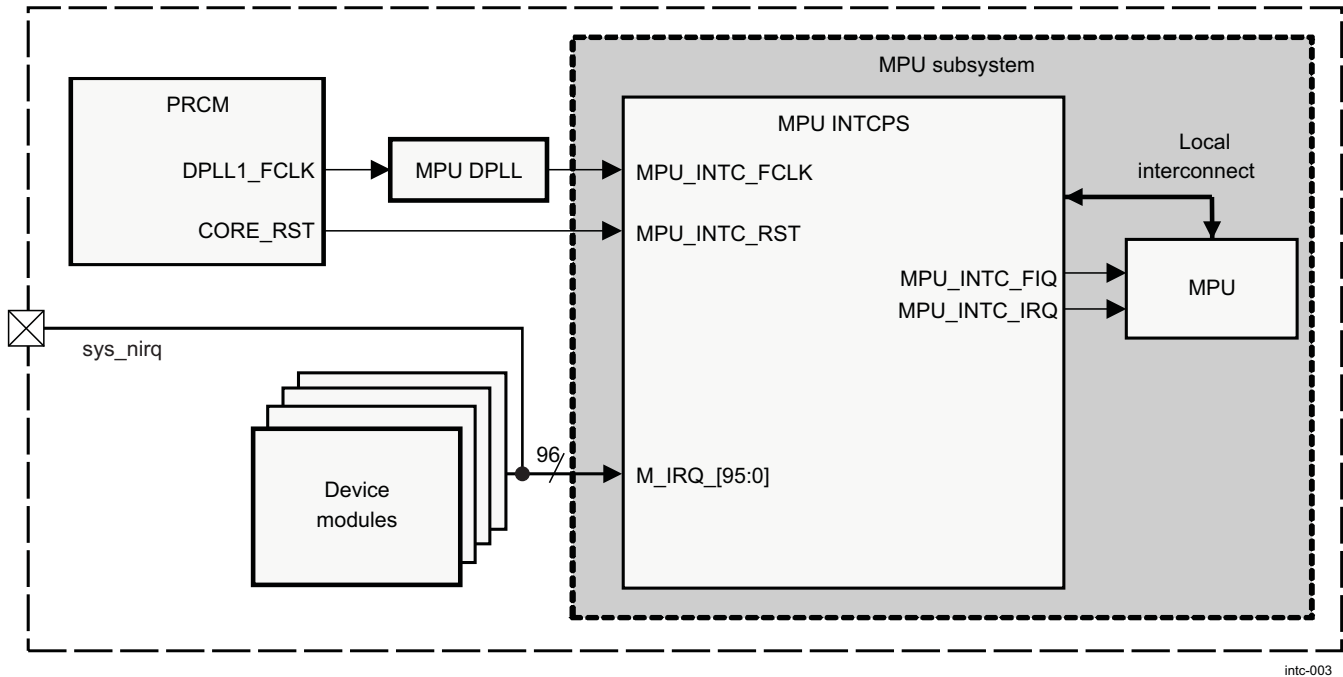 MPU subsystem
PRCM
MPU INTCPS
Local
interconnect
DPLL1_FCLK
MPU DPLL
MPU_INTC_FCLK
CORE_RST
MPU_INTC_RST
MPU_INTC_FIQ
MPU_INTC_IRQ
MPU
sys_nirq
96
M_IRQ_[95:0]
Device
modules
intc-003